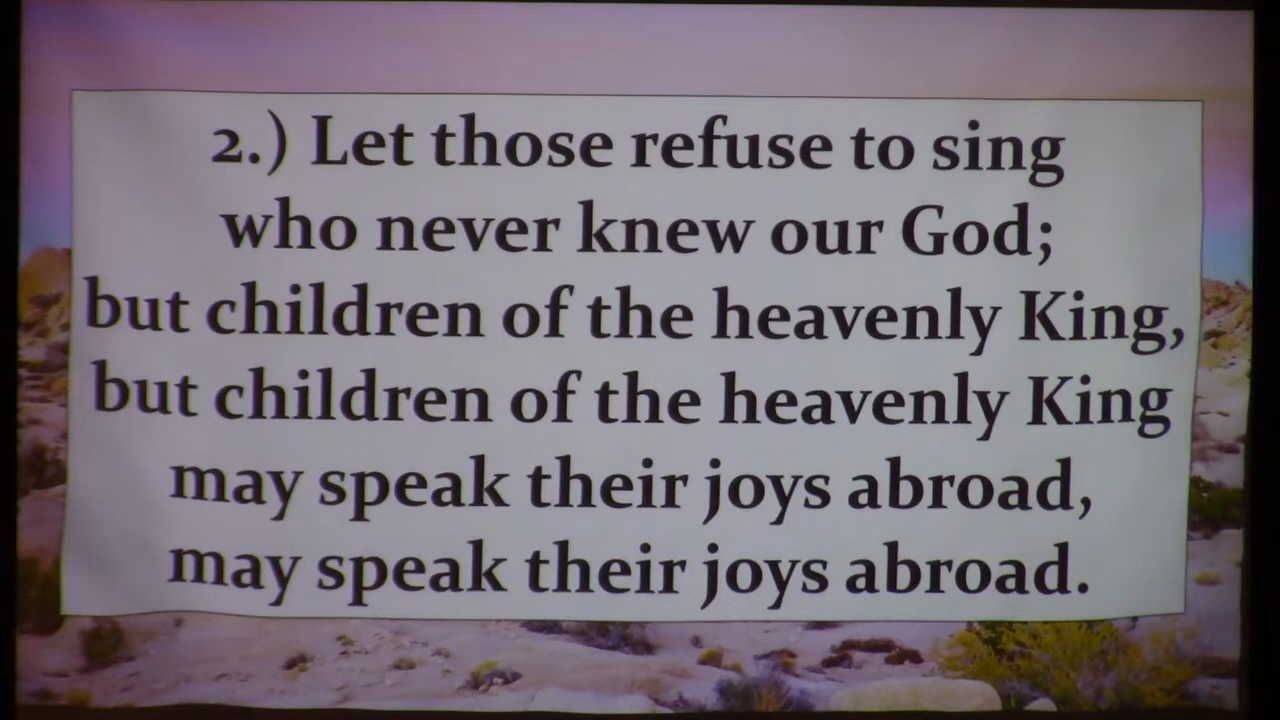 2.) Let those refuse to sing
who never knew our God;
but children of the heavenly King,
but children of the heavenly King
may speak their joys abroad,
may speak their joys abroad.